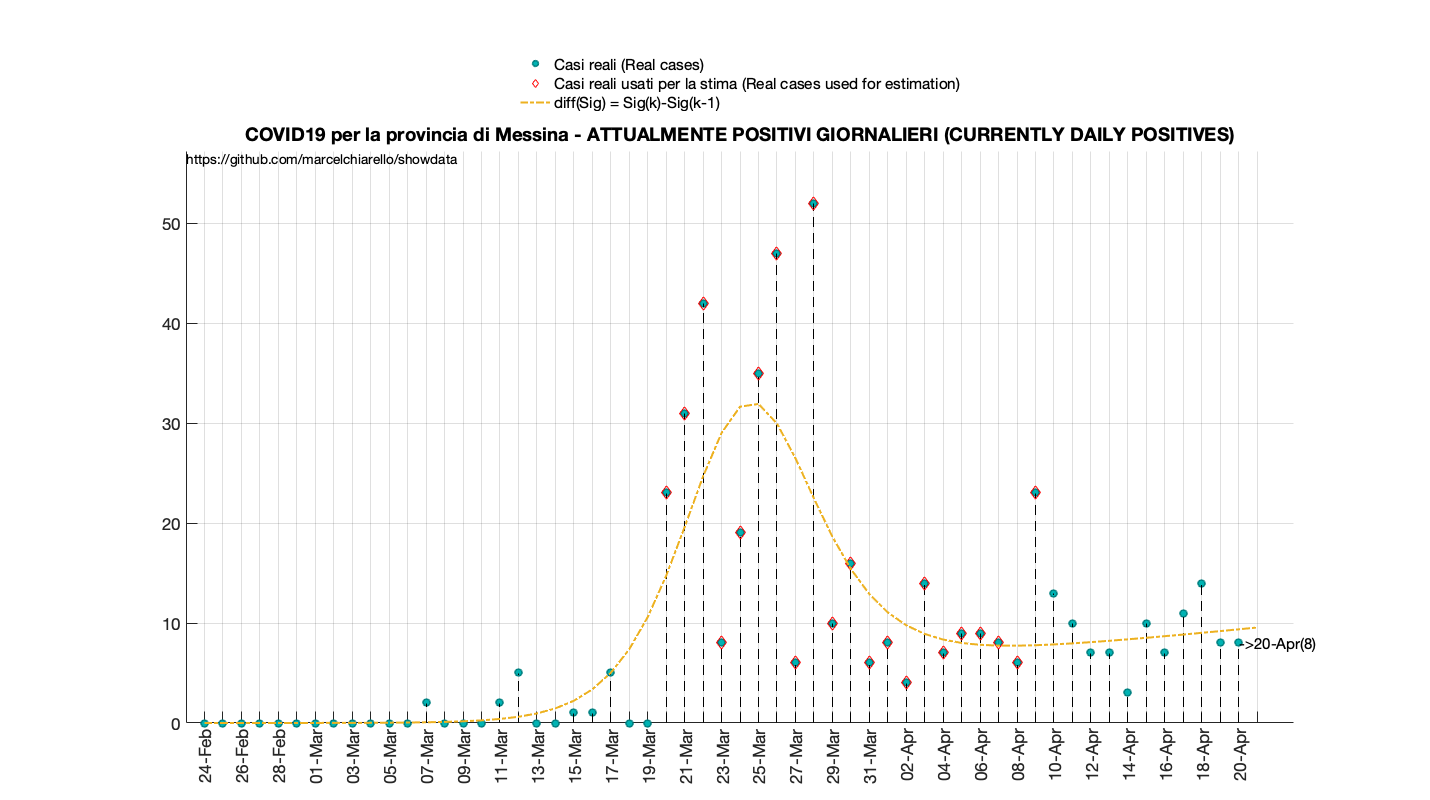 Casi reali (Real cases)
Casi reali usati per la stima (Real cases used for estimation)
diff(Sig) = Sig(k)-Sig(k-1)
COVID19 per la provincia di Messina - ATTUALMENTE POSITIVI GIORNALIERI (CURRENTLY DAILY POSITIVES)
https://github.com/marcelchiarello/showdata
50
40
30
20
10
0
->20-Apr(8)
24-Feb
26-Feb
28-Feb
01-Mar
03-Mar
05-Mar
07-Mar
09-Mar
11-Mar
13-Mar
15-Mar
17-Mar
19-Mar
21-Mar
23-Mar
25-Mar
27-Mar
29-Mar
31-Mar
02-Apr
04-Apr
06-Apr
08-Apr
10-Apr
12-Apr
14-Apr
16-Apr
18-Apr
20-Apr